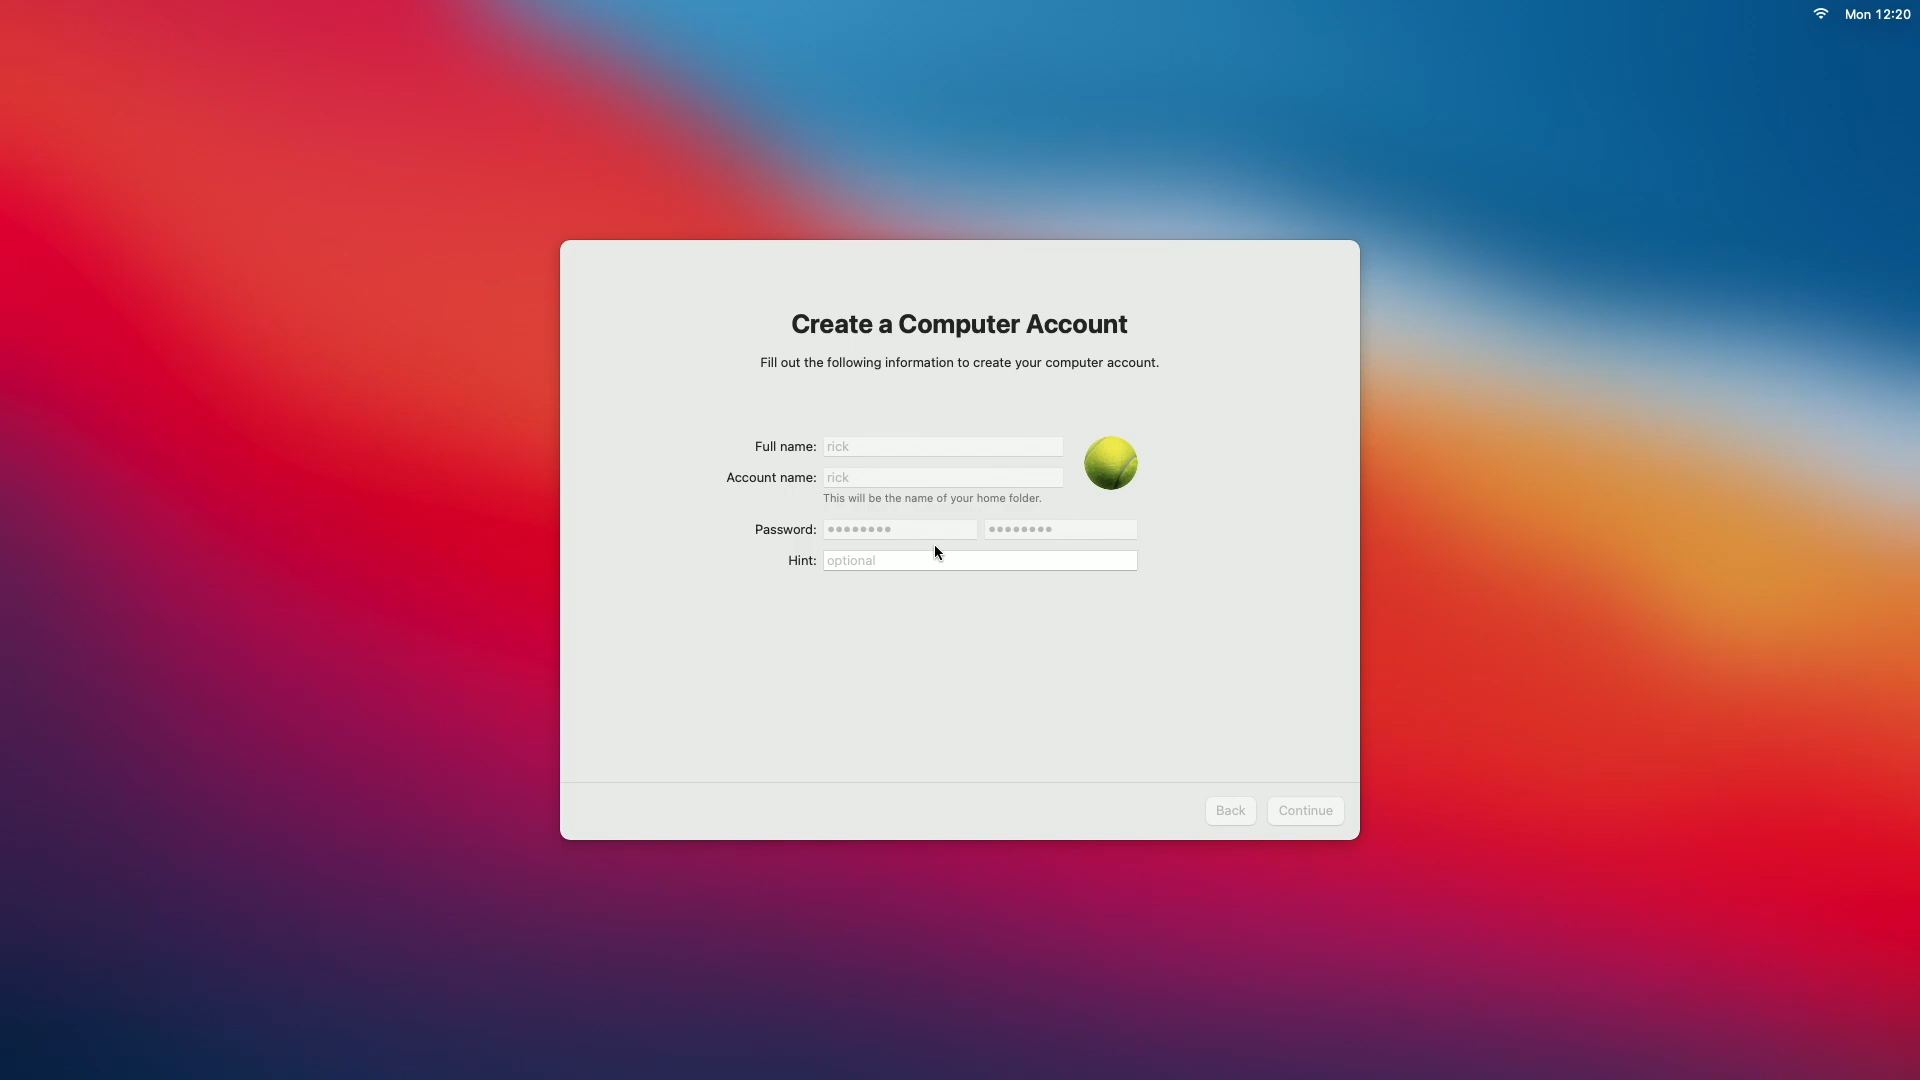 Mon 12:20
Create a Computer Account
Fill out the following information to create your computer account.
Full name: rick
Account name: rick
This will be the name of your home folder.
Password: •••••••• ••••••••
Hint: optional
Back Continue